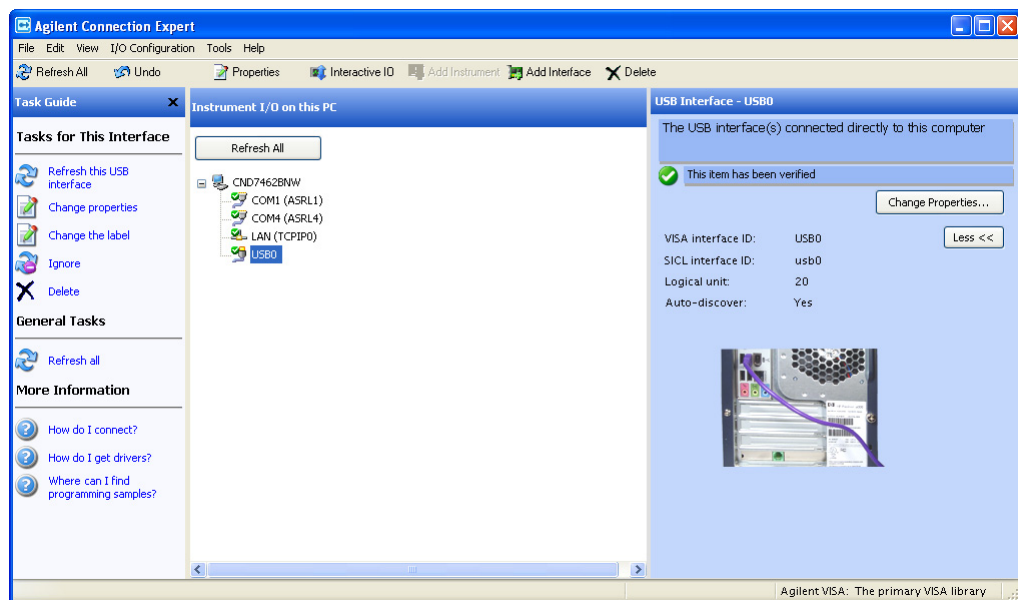 Agilent Connection Expert
File Edit View I/O Configuration Tools Help
Refresh All Undo Properties Interactive IO Add Instrument Add Interface Delete
Task Guide
Tasks for This Interface
Refresh this USB
interface
Change properties
Change the label
Ignore
Delete
General Tasks
Refresh all
More Information
How do I connect?
How do I get drivers?
Where can I find
programming samples?
Instrument I/O on this PC
Refresh All
CND7462BNW
COM1 (ASRL1)
COM4 (ASRL4)
LAN (TCPIP0)
USB0
USB Interface - USB0
The USB interface(s) connected directly to this computer
This item has been verified
Change Properties...
Less <<
VISA interface ID: USB0
SICL interface ID: usb0
Logical unit: 20
Auto-discover: Yes
Agilent VISA: The primary VISA library